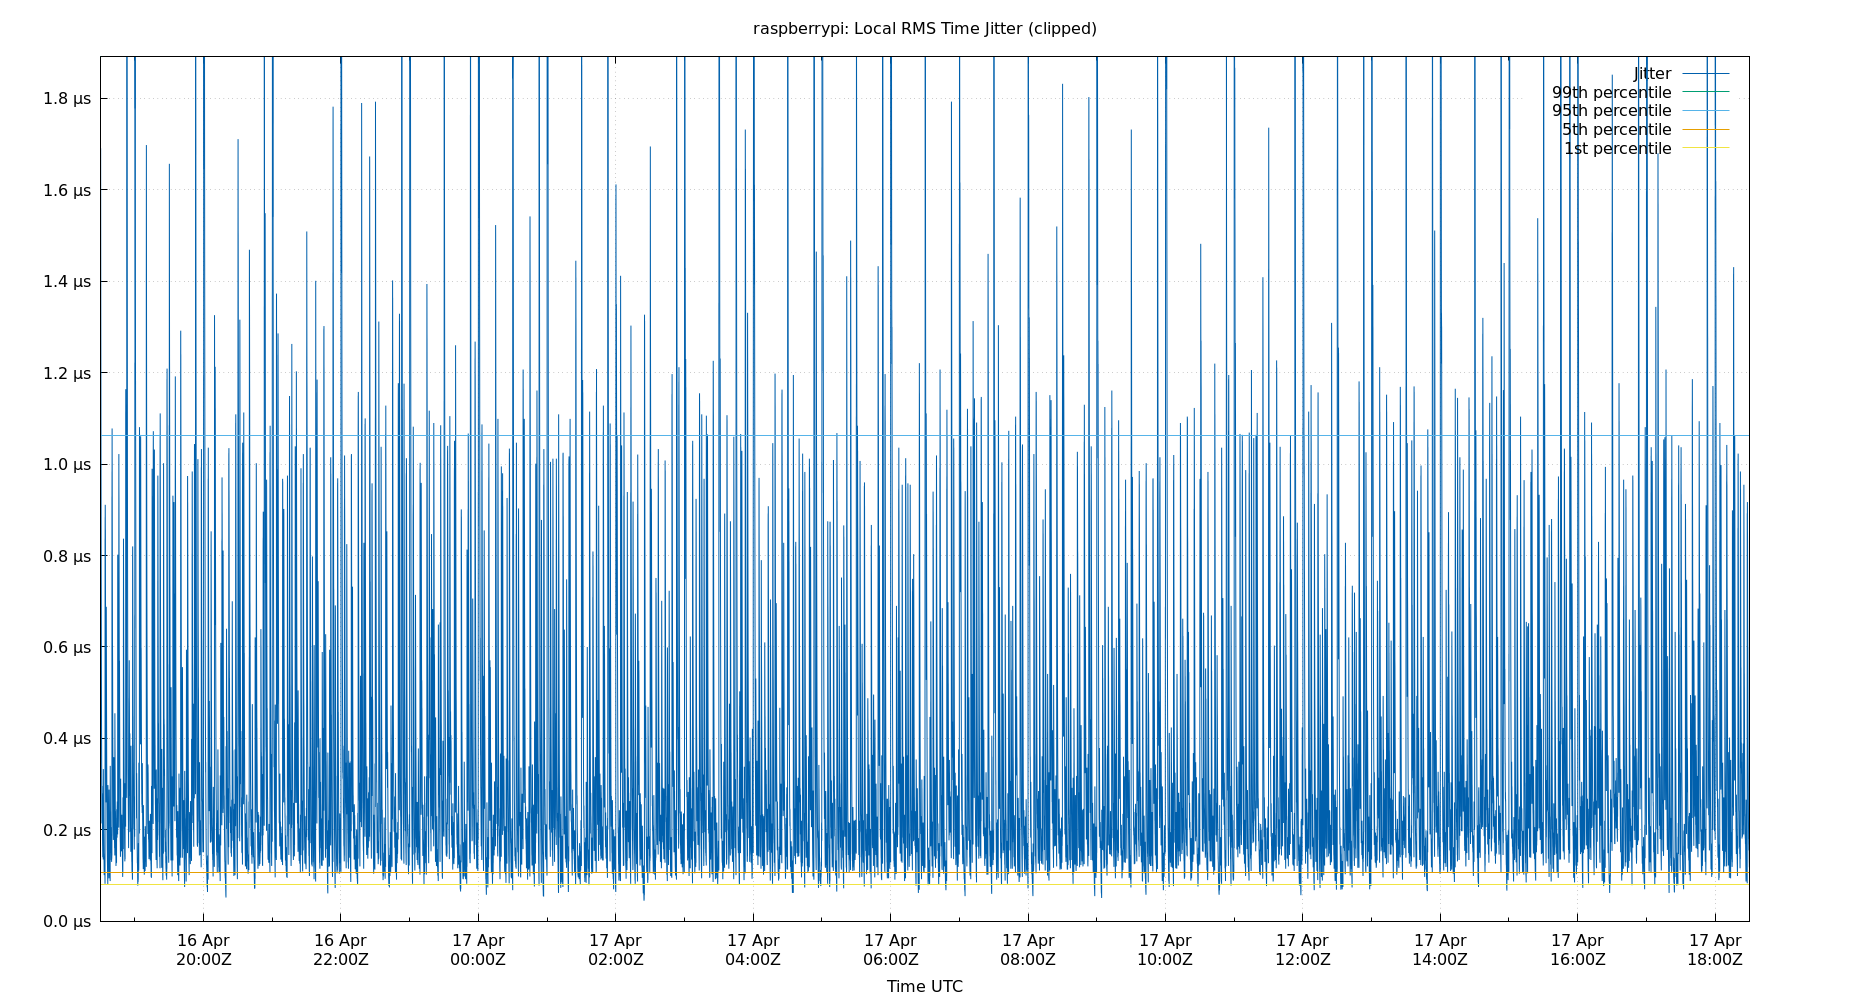 raspberrypi: Local RMS Time Jitter (clipped)
Jitter
99th percentile
95th percentile
5th percentile
1st percentile
1.8 µs
1.6 µs
1.4 µs
1.2 µs
1.0 µs
0.8 µs
0.6 µs
0.4 µs
0.2 µs
0.0 µs
16 Apr 16 Apr 17 Apr 17 Apr 17 Apr 17 Apr 17 Apr 17 Apr 17 Apr 17 Apr 17 Apr 17 Apr
20:00Z 22:00Z 00:00Z 02:00Z 04:00Z 06:00Z 08:00Z 10:00Z 12:00Z 14:00Z 16:00Z 18:00Z
Time UTC